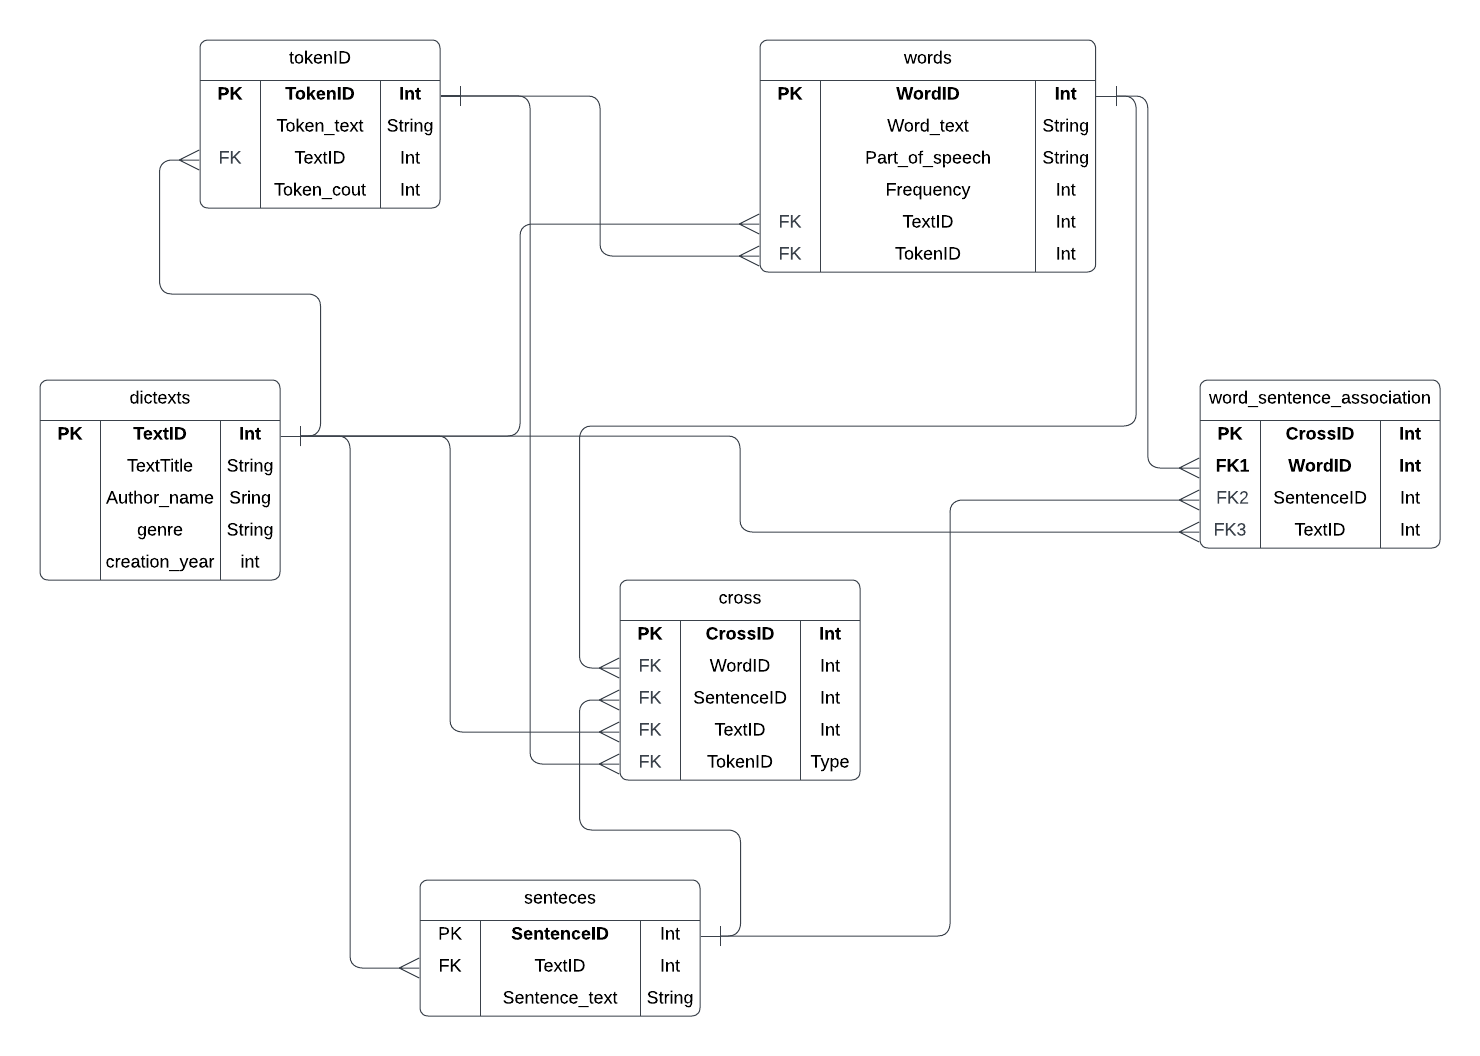 tokenID
PK TokenID Int
Token_text String
FK TextID Int
Token_cout Int
words
PK WordID Int
Word_text String
Part_of_speech String
Frequency Int
FK TextID Int
FK TokenID Int
dictexts
PK TextID Int
TextTitle String
Author_name Sring
genre String
creation_year int
word_sentence_association
PK CrossID Int
FK1 WordID Int
FK2 SentenceID Int
FK3 TextID Int
cross
PK CrossID Int
FK WordID Int
FK SentenceID Int
FK TextID Int
FK TokenID Type
senteces
PK SentenceID Int
FK TextID Int
Sentence_text String